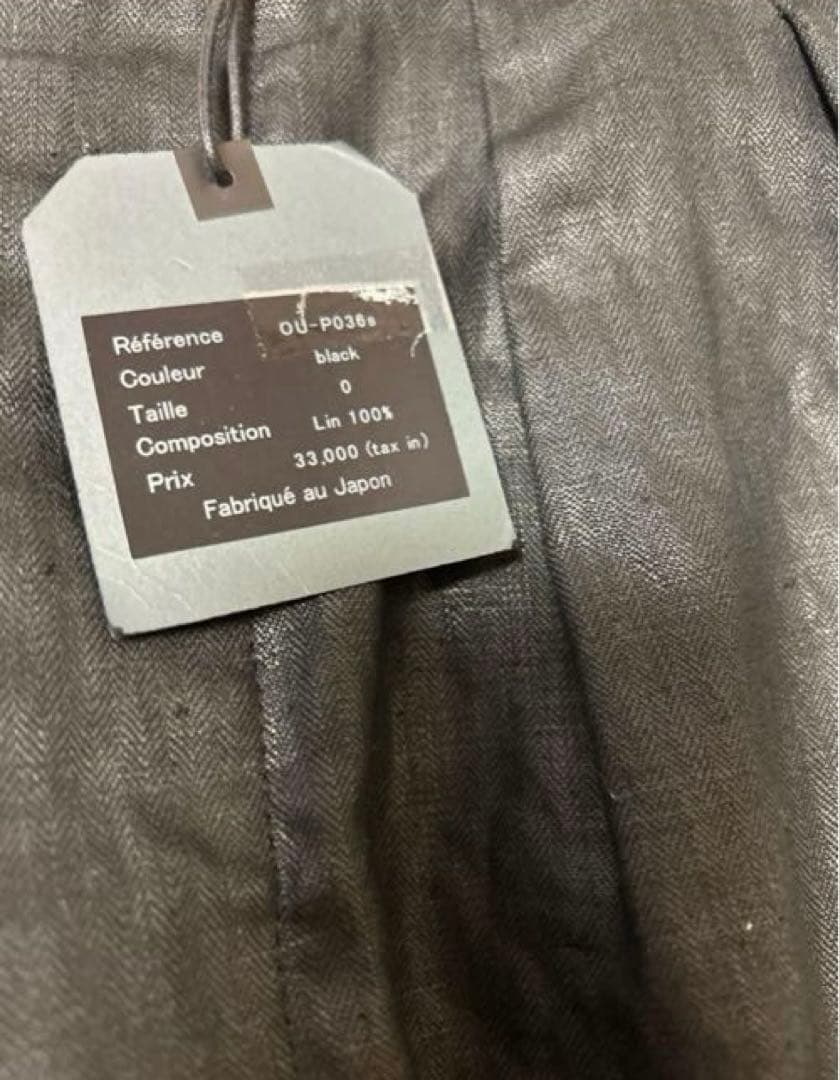 Référence OU-P036s
Couleur black
Taille 0
Composition Lin 100%
Prix 33,000 (tax in)
Fabriqué au Japon